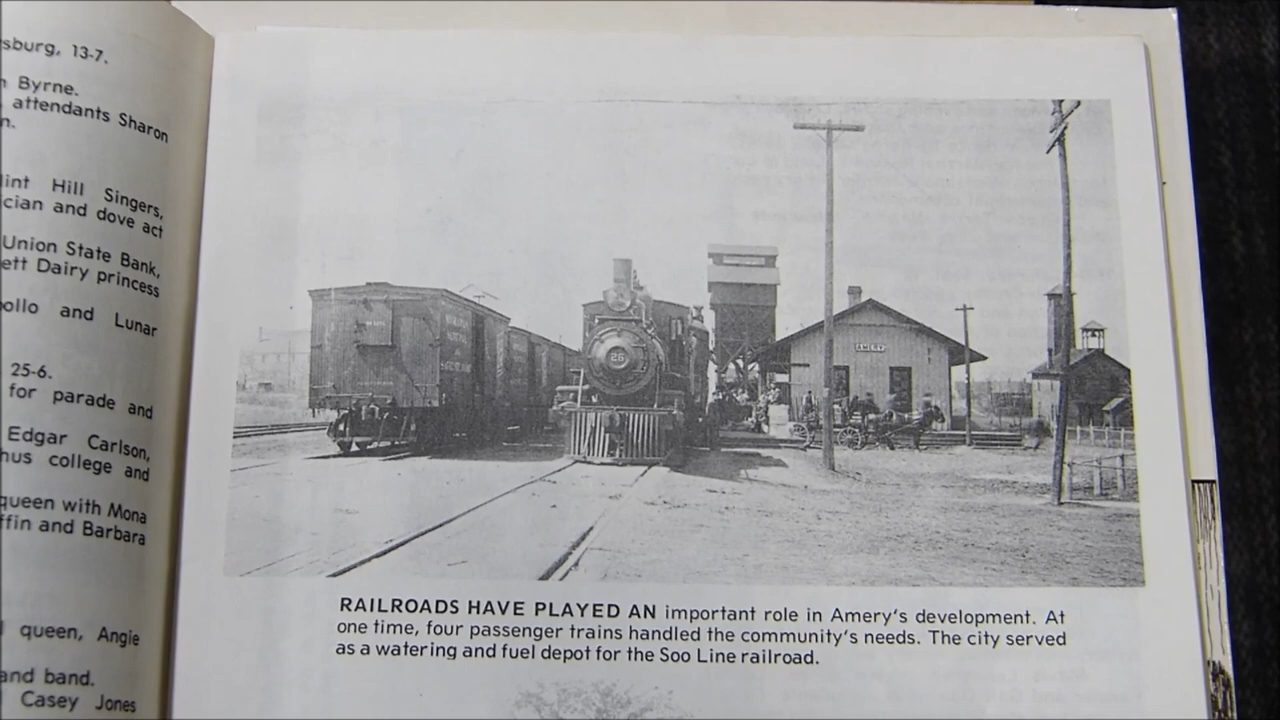 sburg, 13-7.
Byrne.
attendants Sharon
n.
lint Hill Singers,
cian and dove act
Union State Bank,
ett Dairy princess
ollo and Lunar
25-6.
for parade and
Edgar Carlson,
hus college and
queen with Mona
ffin and Barbara
queen, Angie
and band.
Casey Jones
26
AMERY
RAILROADS HAVE PLAYED AN important role in Amery's development. At
one time, four passenger trains handled the community's needs. The city served
as a watering and fuel depot for the Soo Line railroad.